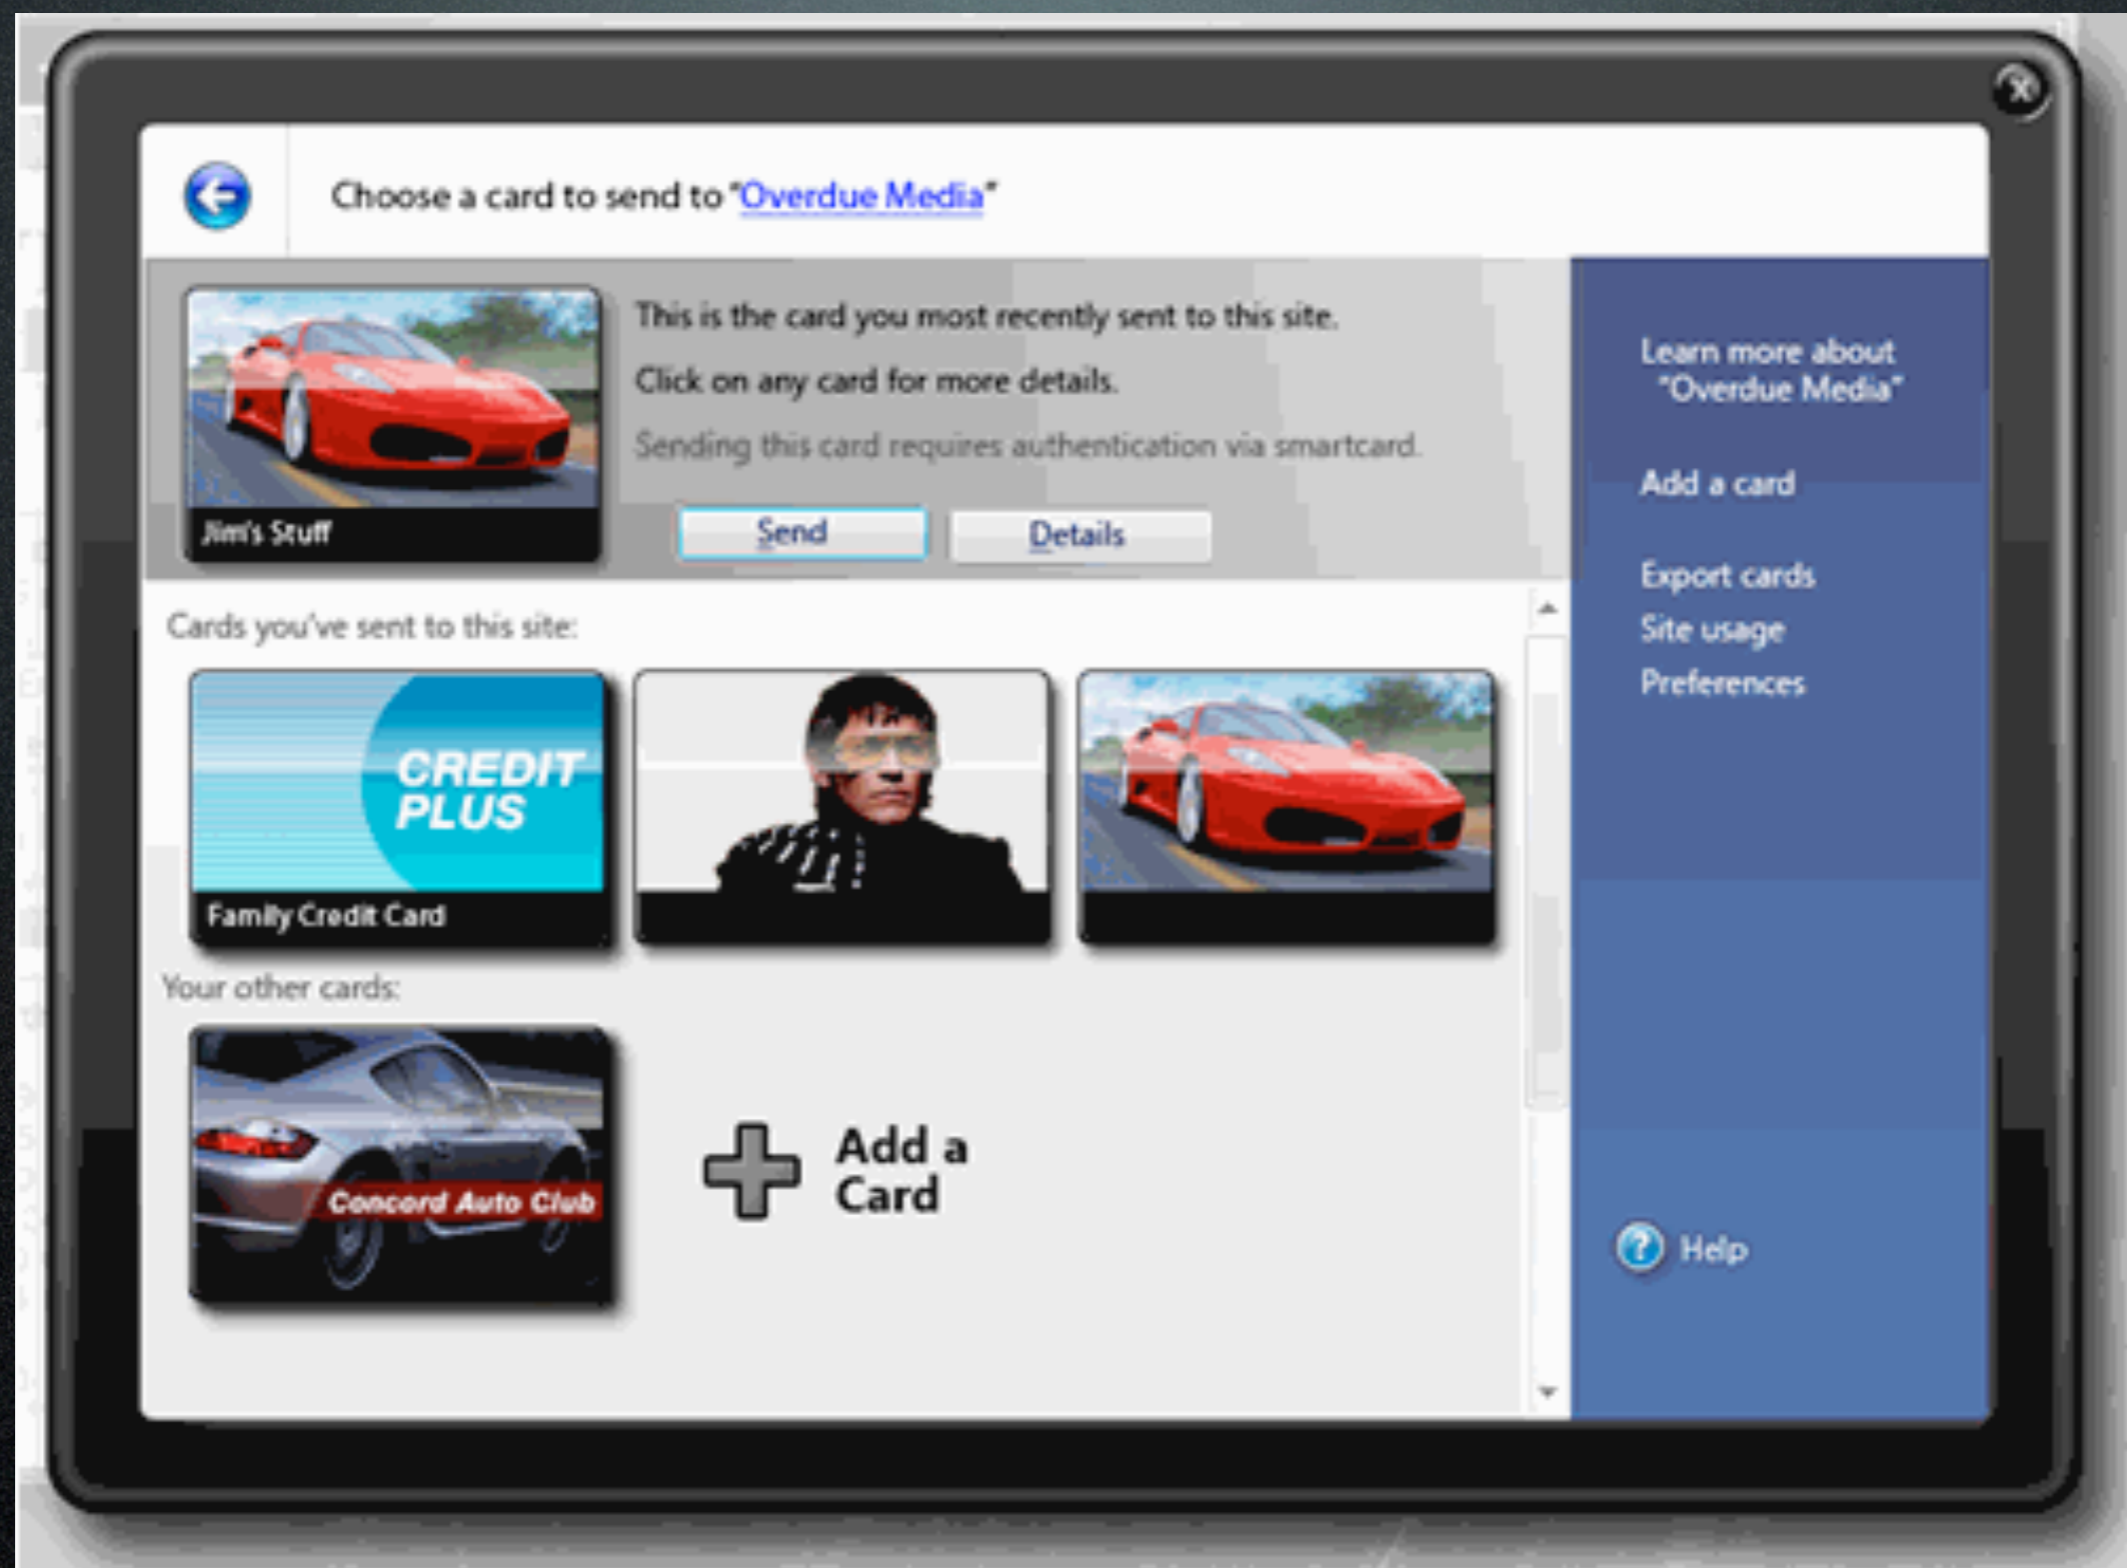 Choose a card to send to "Overdue Media"
This is the card you most recently sent to this site.
Click on any card for more details.
Sending this card requires authentication via smartcard.
Jim's Stuff
Send
Details
Cards you've sent to this site:
CREDIT
PLUS
Family Credit Card
Your other cards:
Concord Auto Club
Add a
Card
Learn more about
"Overdue Media"
Add a card
Export cards
Site usage
Preferences
? Help